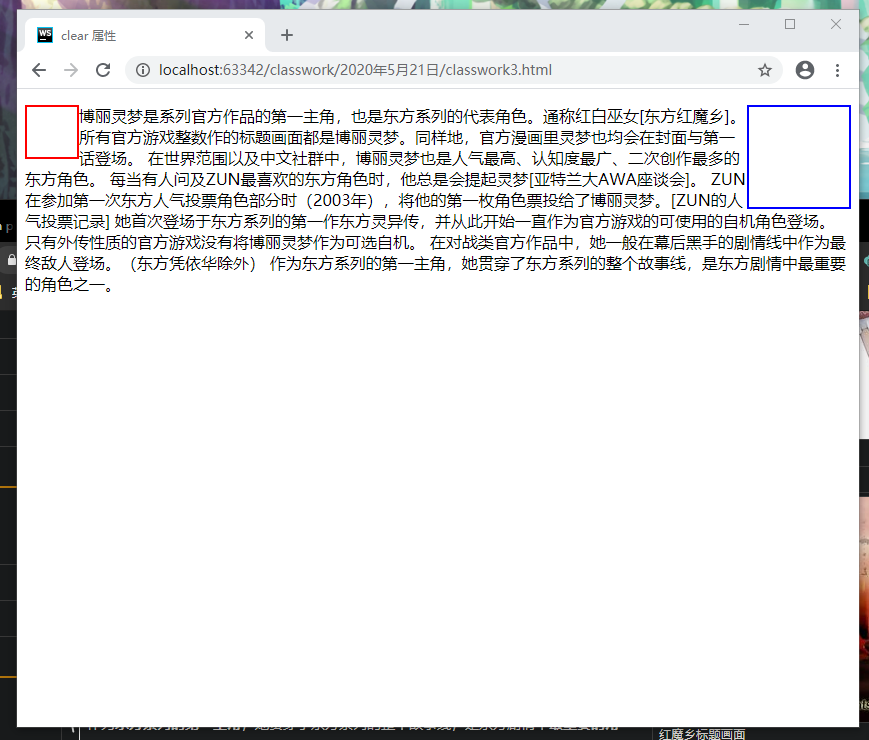 WS clear 属性
localhost:63342/classwork/2020年5月21日/classwork3.html
博丽灵梦是系列官方作品的第一主角，也是东方系列的代表角色。通称红白巫女[东方红魔乡]。
所有官方游戏整数作的标题画面都是博丽灵梦。同样地，官方漫画里灵梦也均会在封面与第一
话登场。 在世界范围以及中文社群中，博丽灵梦也是人气最高、认知度最广、二次创作最多的
东方角色。 每当有人问及ZUN最喜欢的东方角色时，他总是会提起灵梦[亚特兰大AWA座谈会]。 ZUN
在参加第一次东方人气投票角色部分时（2003年），将他的第一枚角色票投给了博丽灵梦。[ZUN的人
气投票记录] 她首次登场于东方系列的第一作东方灵异传，并从此开始一直作为官方游戏的可使用的自机角色登场。
只有外传性质的官方游戏没有将博丽灵梦作为可选自机。 在对战类官方作品中，她一般在幕后黑手的剧情线中作为最
终敌人登场。（东方凭依华除外） 作为东方系列的第一主角，她贯穿了东方系列的整个故事线，是东方剧情中最重要
的角色之一。
红魔乡标题画面